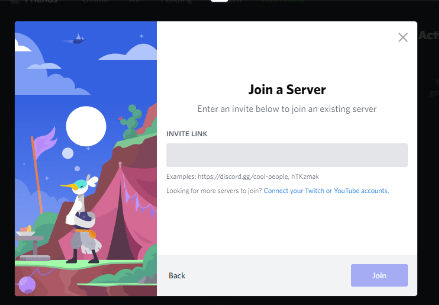 Join a Server
Enter an invite below to join an existing server
INVITE LINK
Examples: https://discord.gg/cool-people, hTKzmak
Looking for more servers to join? Connect your Twitch or YouTube accounts.
Back
Join